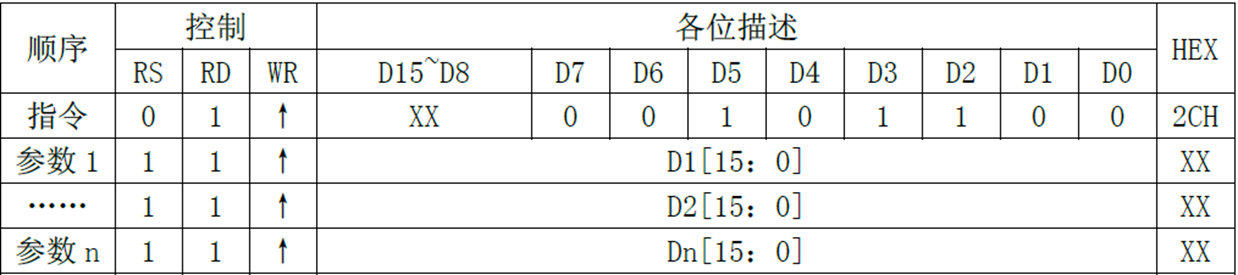 顺序 控制 各位描述 HEX
RS RD WR D15~D8 D7 D6 D5 D4 D3 D2 D1 D0
指令 0 1 ↑ XX 0 0 1 0 1 1 0 0 2CH
参数1 1 1 ↑ D1[15：0] XX
…… 1 1 ↑ D2[15：0] XX
参数n 1 1 ↑ Dn[15：0] XX